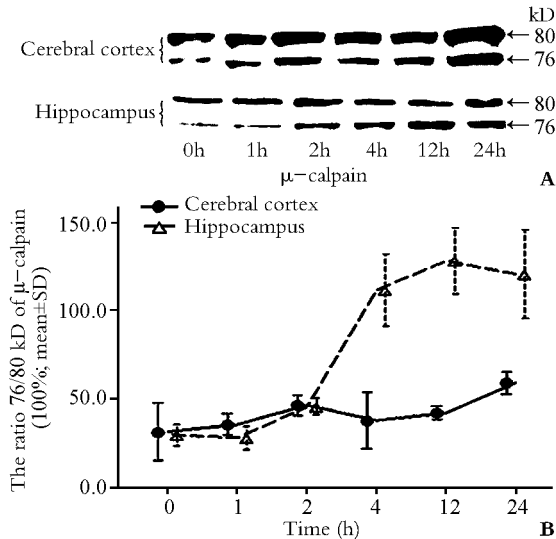 kD
Cerebral cortex
←80
←76
Hippocampus
←80
←76
0h 1h 2h 4h 12h 24h
μ−calpain
A
Cerebral cortex
Hippocampus
The ratio 76/80 kD of μ−calpain
(100%; mean±SD)
150.0
100.0
50.0
0.0
0 1 2 4 12 24
Time (h)
B